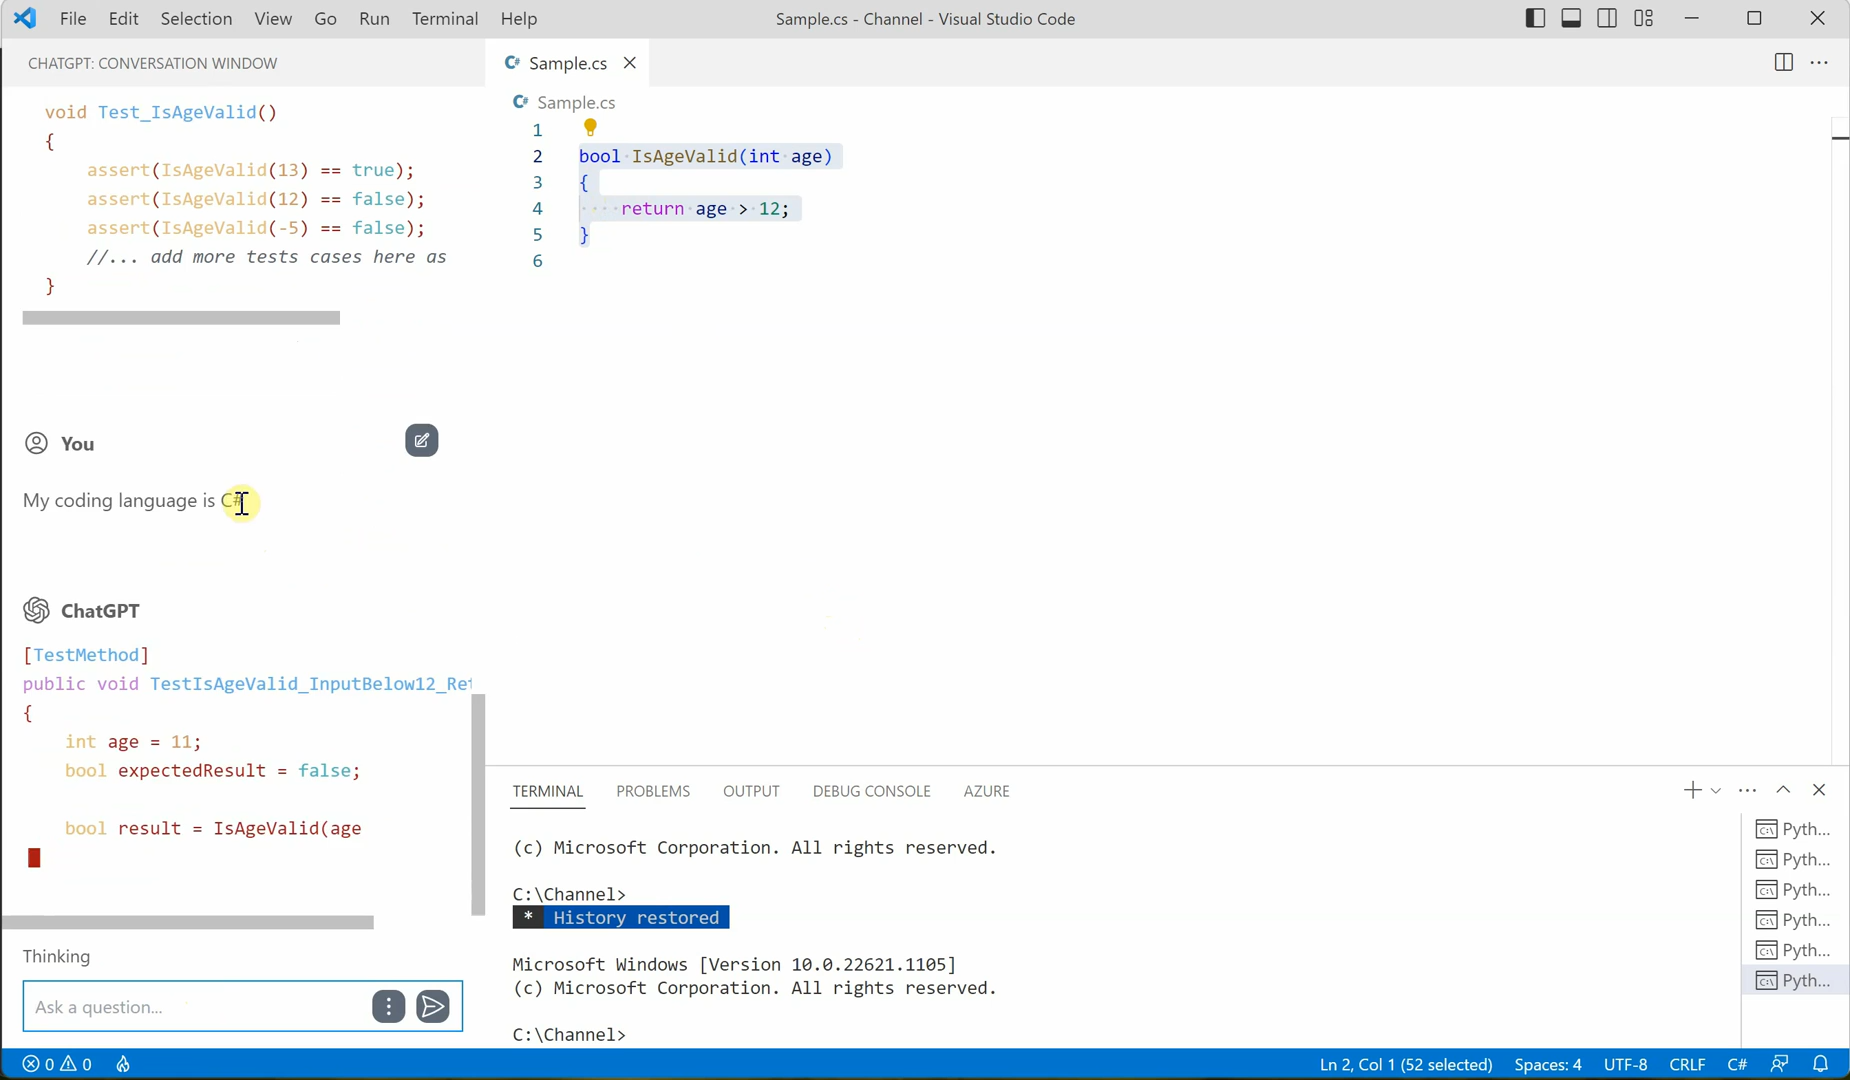 File Edit Selection View Go Run Terminal Help
Sample.cs - Channel - Visual Studio Code
CHATGPT: CONVERSATION WINDOW
void Test_IsAgeValid()
{
assert(IsAgeValid(13) == true);
assert(IsAgeValid(12) == false);
assert(IsAgeValid(-5) == false);
//... add more tests cases here as
}
You
My coding language is C#
ChatGPT
[TestMethod]
public void TestIsAgeValid_InputBelow12_Ret
{
int age = 11;
bool expectedResult = false;
bool result = IsAgeValid(age
Thinking
Ask a question...
C# Sample.cs
C# Sample.cs
1
2 bool IsAgeValid(int age)
3 {
4 return age > 12;
5 }
6
TERMINAL PROBLEMS OUTPUT DEBUG CONSOLE AZURE
(c) Microsoft Corporation. All rights reserved.
C:\Channel>
* History restored
Microsoft Windows [Version 10.0.22621.1105]
(c) Microsoft Corporation. All rights reserved.
C:\Channel>
Pyth...
Pyth...
Pyth...
Pyth...
Pyth...
Pyth...
0 0
Ln 2, Col 1 (52 selected) Spaces: 4 UTF-8 CRLF C#